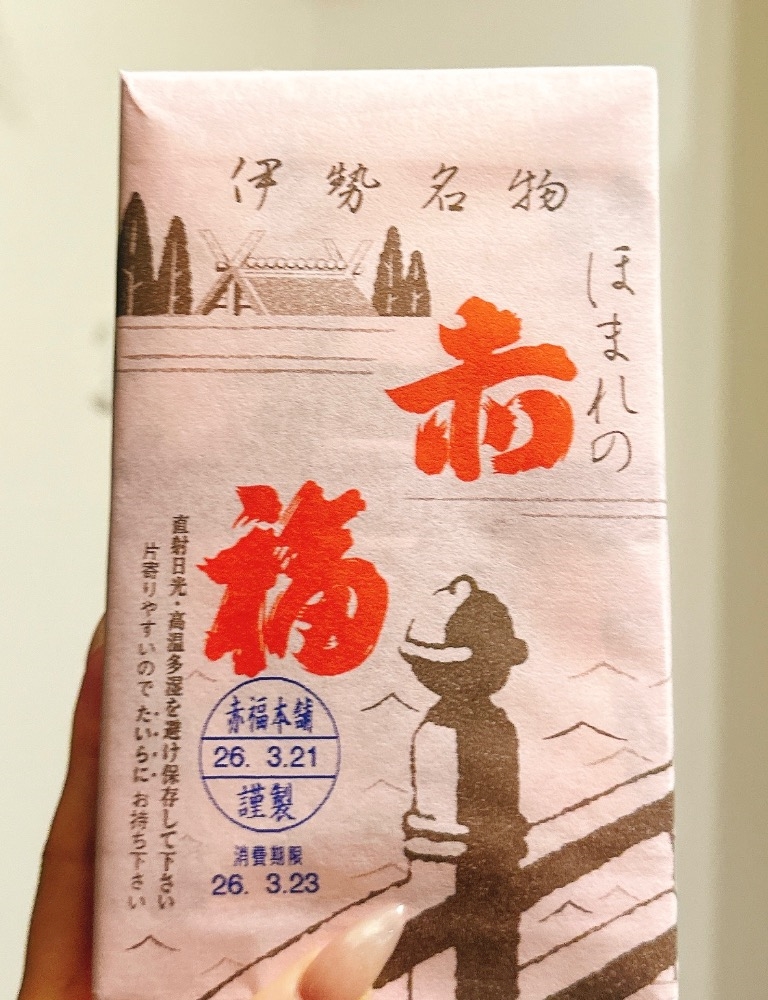 伊勢名物
ほまれの
赤
福
直射日光・高温多湿を避け保存して下さい
片寄りやすいので たいらに お持ち下さい
赤福本舗
26. 3.21
謹製
消費期限
26. 3.23